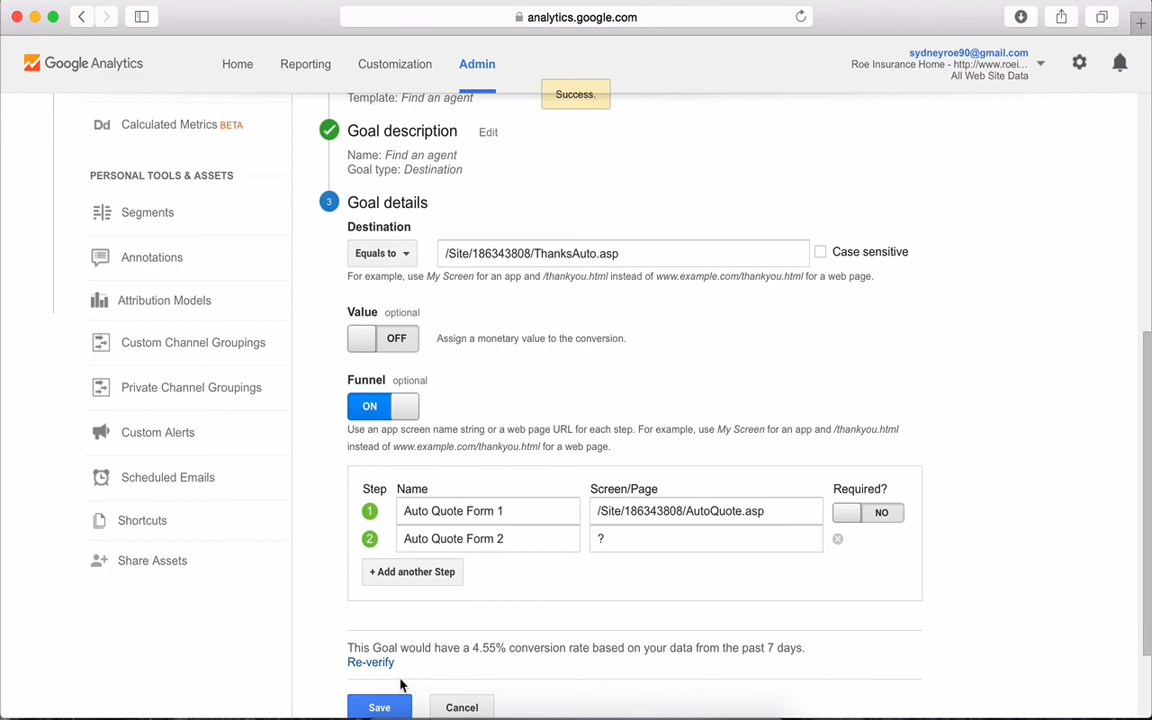 analytics.google.com
Google Analytics
Home
Reporting
Customization
Admin
sydneyroe90@gmail.com
Roe Insurance Home - http://www.roei...
All Web Site Data
Success.
Template: Find an agent
Dd Calculated Metrics BETA
Goal description Edit
Name: Find an agent
Goal type: Destination
PERSONAL TOOLS & ASSETS
Segments
Annotations
Attribution Models
Custom Channel Groupings
Private Channel Groupings
Custom Alerts
Scheduled Emails
Shortcuts
Share Assets
3 Goal details
Destination
Equals to /Site/186343808/ThanksAuto.asp Case sensitive
For example, use My Screen for an app and /thankyou.html instead of www.example.com/thankyou.html for a web page.
Value optional
OFF Assign a monetary value to the conversion.
Funnel optional
ON
Use an app screen name string or a web page URL for each step. For example, use My Screen for an app and /thankyou.html
instead of www.example.com/thankyou.html for a web page.
Step Name Screen/Page Required?
1 Auto Quote Form 1 /Site/186343808/AutoQuote.asp NO
2 Auto Quote Form 2 ?
+ Add another Step
This Goal would have a 4.55% conversion rate based on your data from the past 7 days.
Re-verify
Save Cancel